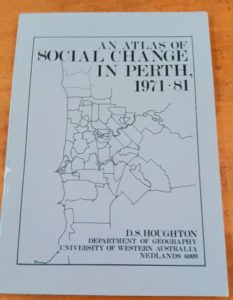 AN ATLAS OF
SOCIAL CHANGE
IN PERTH,
1971-81
D.S. HOUGHTON
DEPARTMENT OF GEOGRAPHY
UNIVERSITY OF WESTERN AUSTRALIA
NEDLANDS 6009